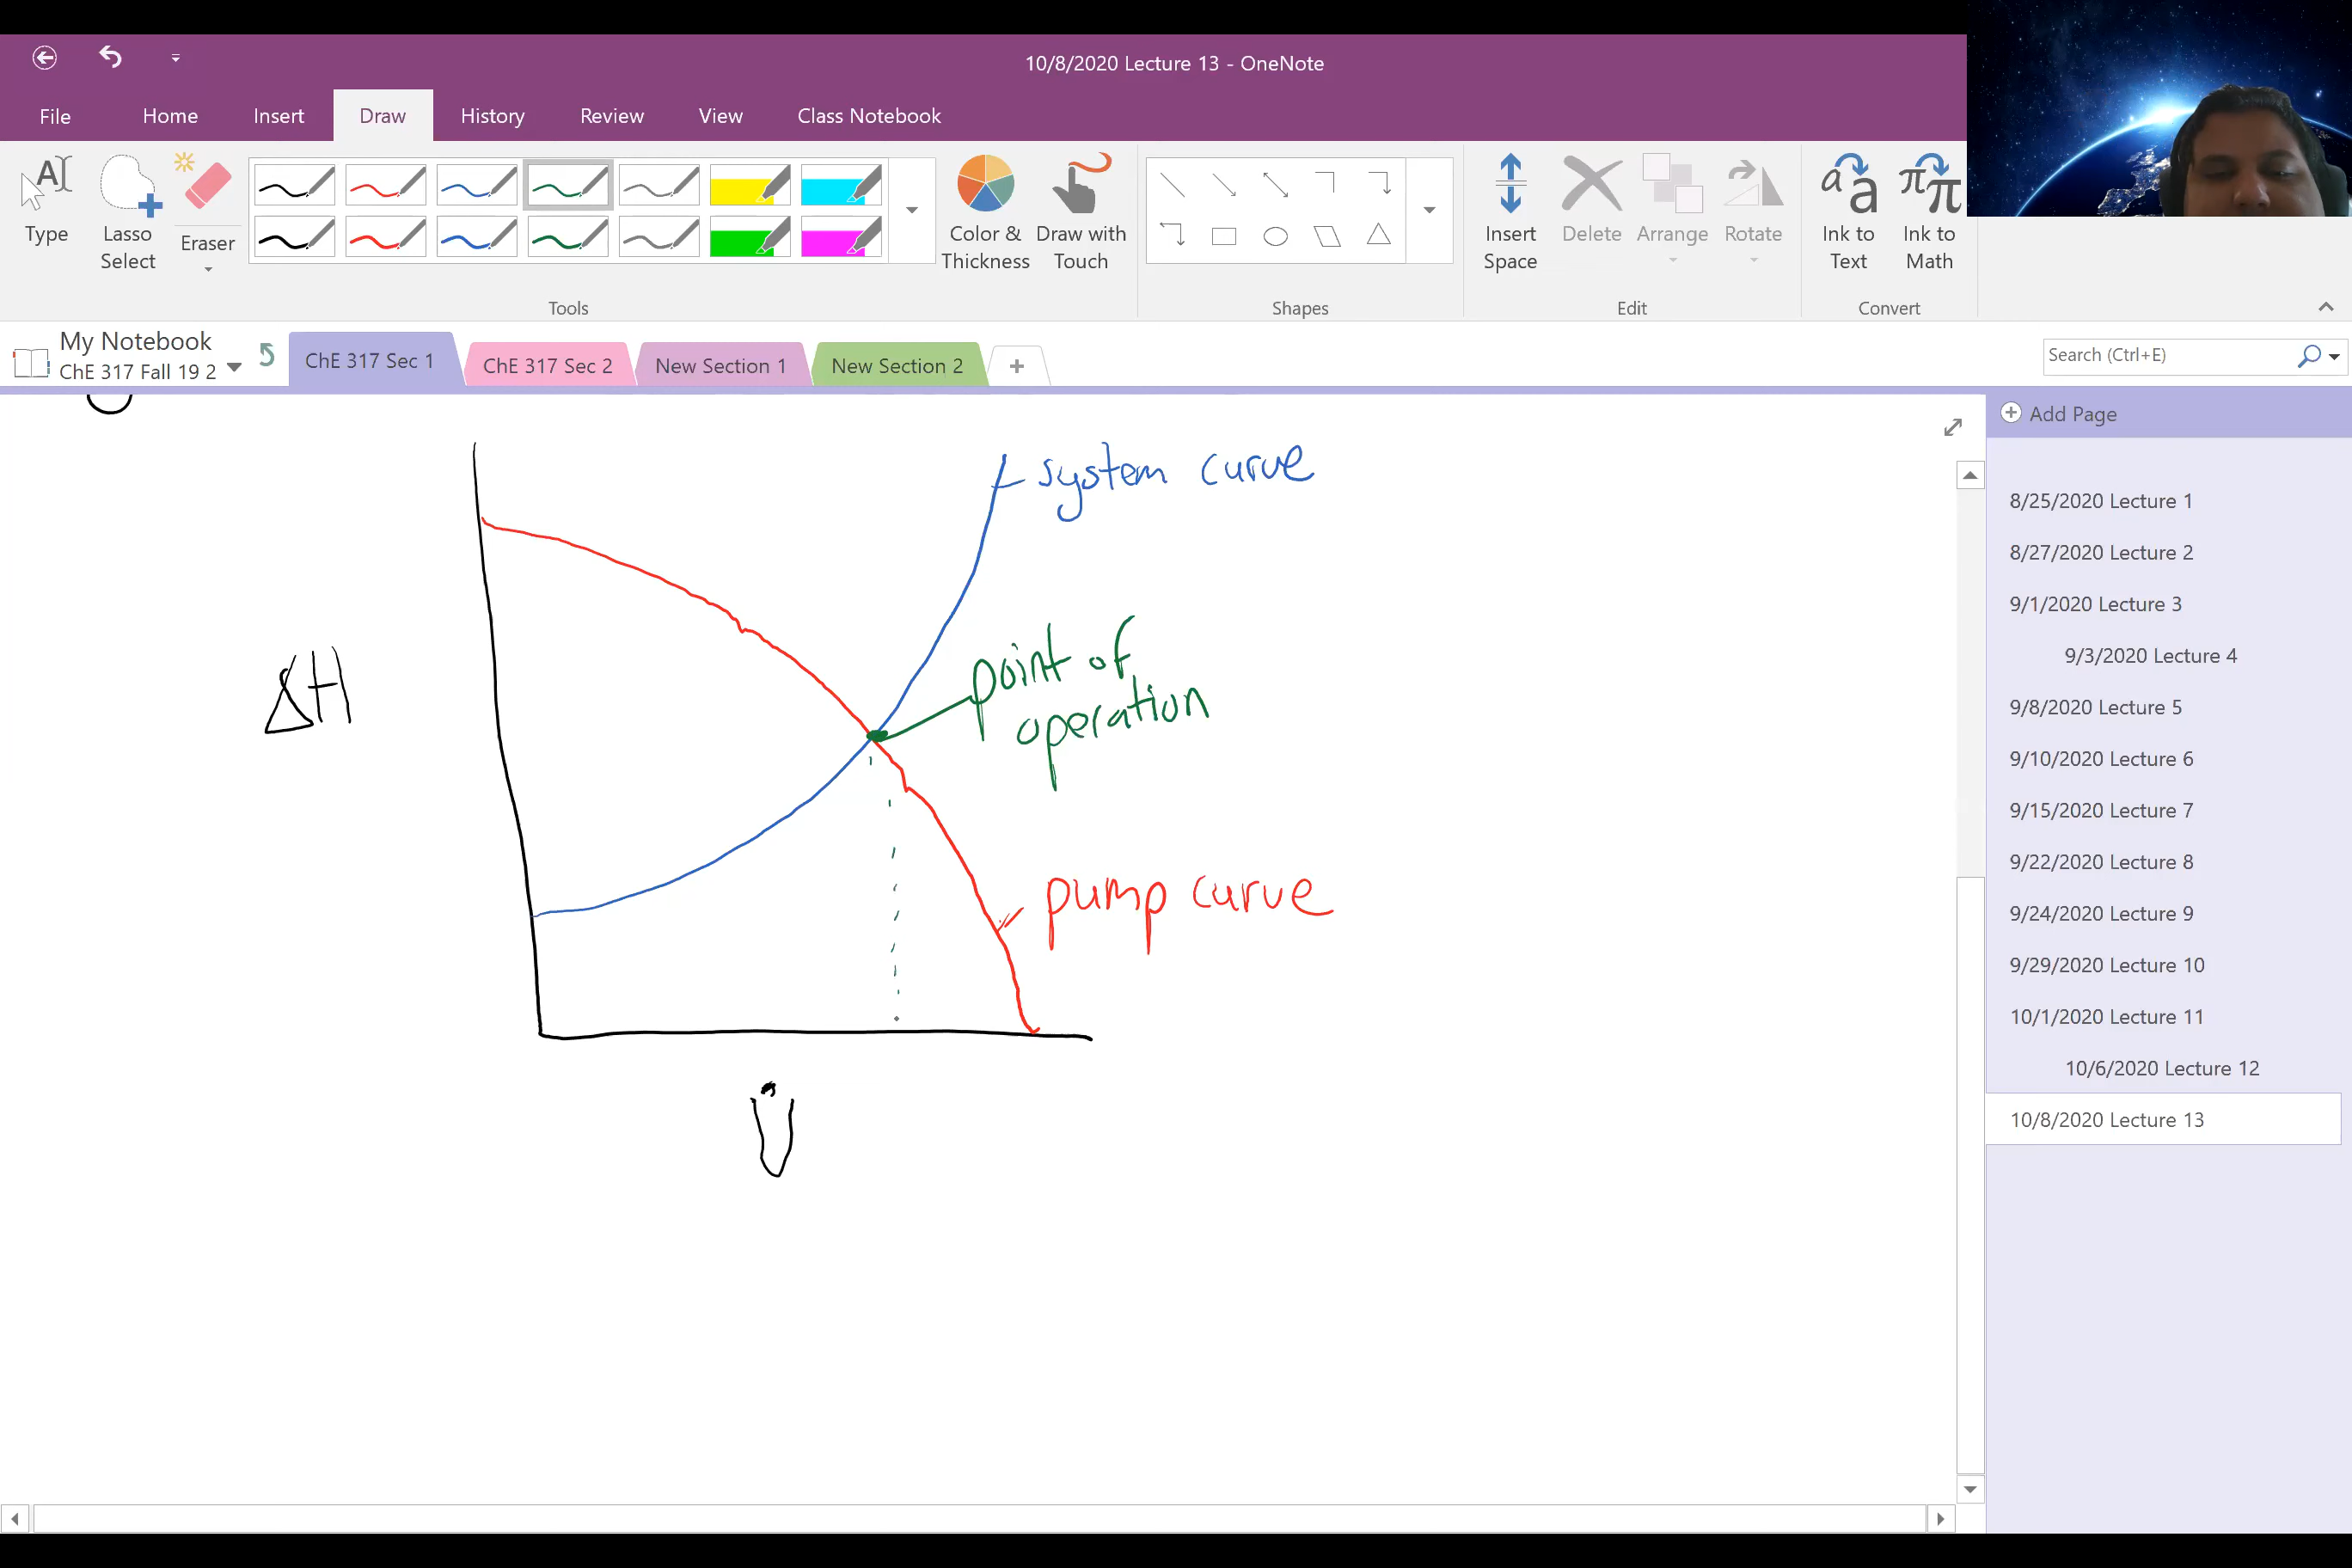 10/8/2020 Lecture 13 - OneNote
File Home Insert Draw History Review View Class Notebook
Type
Lasso Select
Eraser
Color & Thickness
Draw with Touch
Insert Space
Delete
Arrange
Rotate
Ink to Text
Ink to Math
Tools Shapes Edit Convert
My Notebook
ChE 317 Fall 19 2
ChE 317 Sec 1 ChE 317 Sec 2 New Section 1 New Section 2 +
Search (Ctrl+E)
Add Page
8/25/2020 Lecture 1
8/27/2020 Lecture 2
9/1/2020 Lecture 3
9/3/2020 Lecture 4
9/8/2020 Lecture 5
9/10/2020 Lecture 6
9/15/2020 Lecture 7
9/22/2020 Lecture 8
9/24/2020 Lecture 9
9/29/2020 Lecture 10
10/1/2020 Lecture 11
10/6/2020 Lecture 12
10/8/2020 Lecture 13
system curve
point of
operation
ΔH
pump curve
V̇